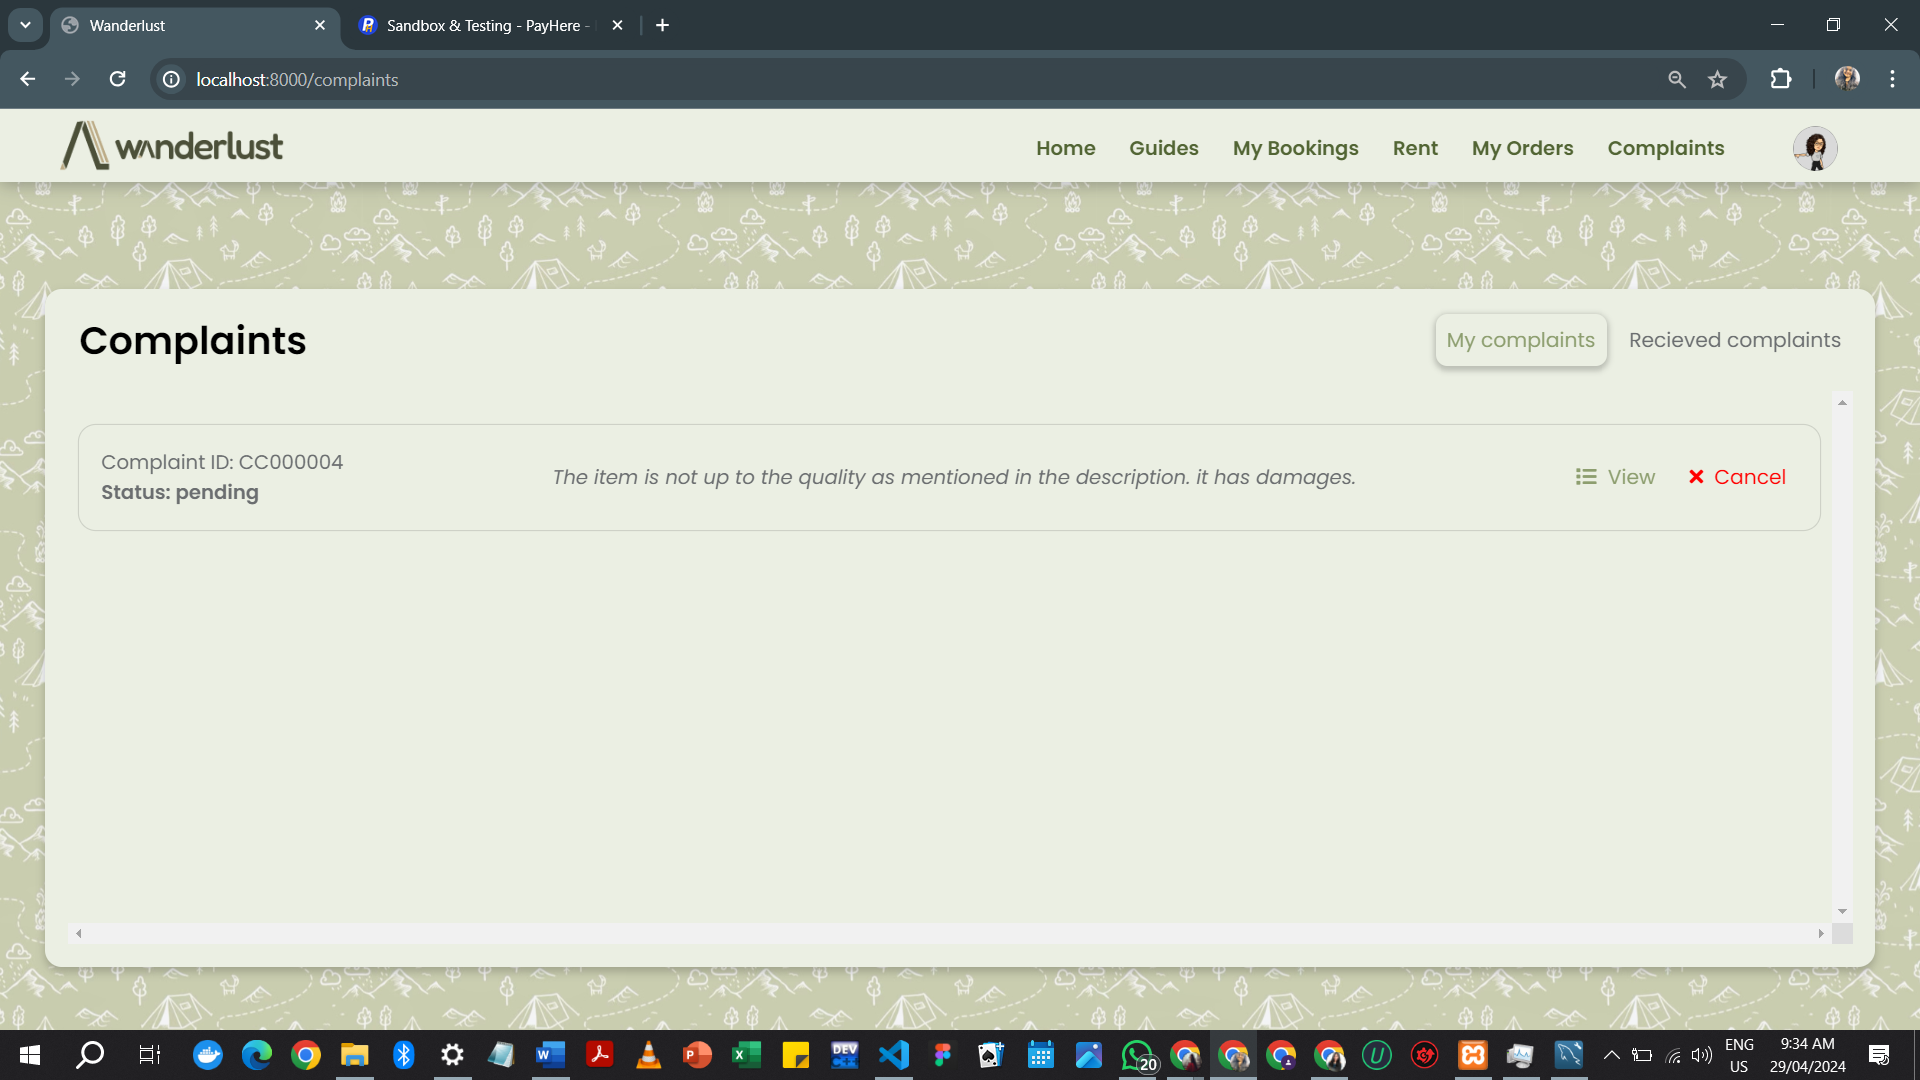 Wanderlust
Sandbox & Testing - PayHere -
localhost:8000/complaints
wanderlust
Home
Guides
My Bookings
Rent
My Orders
Complaints
Complaints
My complaints
Recieved complaints
Complaint ID: CC000004
Status: pending
The item is not up to the quality as mentioned in the description. it has damages.
View
Cancel
DEV
C++
20
ENG
US
9:34 AM
29/04/2024